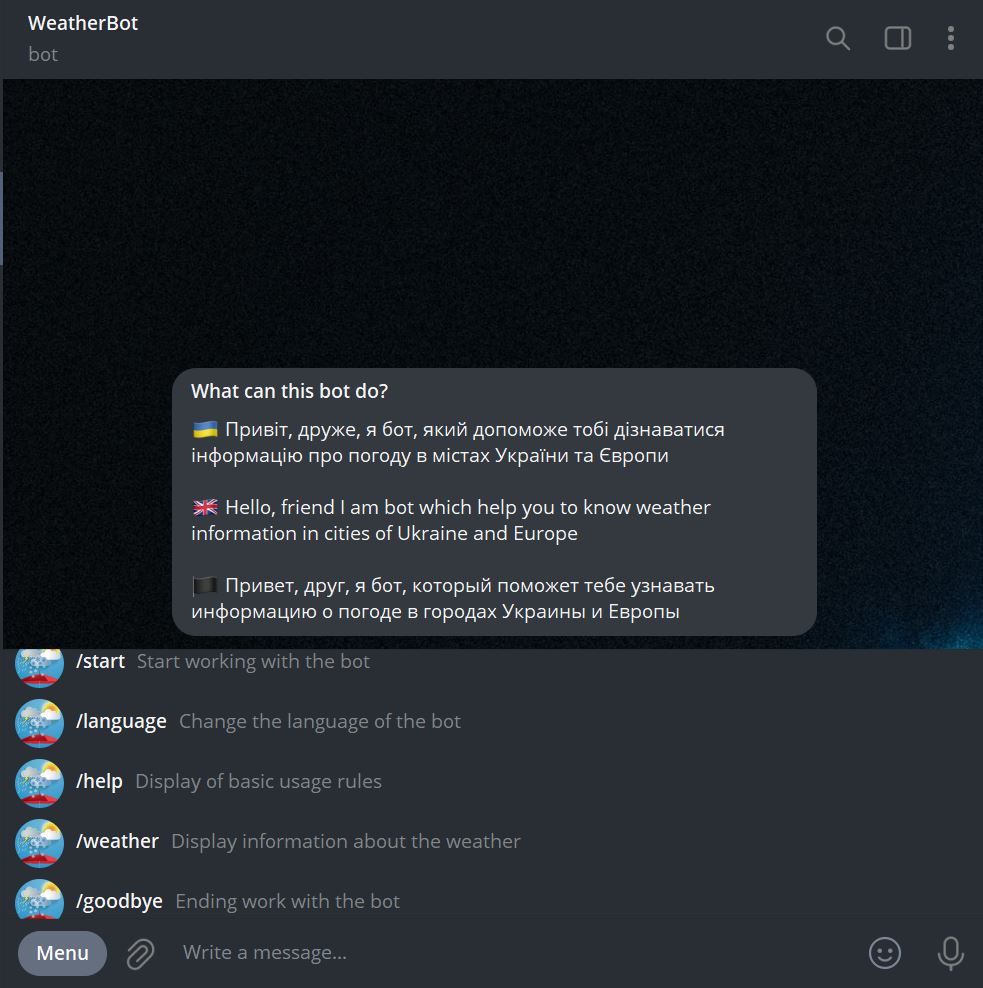 WeatherBot
bot
What can this bot do?
🇺🇦 Привіт, друже, я бот, який допоможе тобі дізнаватися
інформацію про погоду в містах України та Європи
🇬🇧 Hello, friend I am bot which help you to know weather
information in cities of Ukraine and Europe
🏴 Привет, друг, я бот, который поможет тебе узнавать
информацию о погоде в городах Украины и Европы
/start Start working with the bot
/language Change the language of the bot
/help Display of basic usage rules
/weather Display information about the weather
/goodbye Ending work with the bot
Menu Write a message...